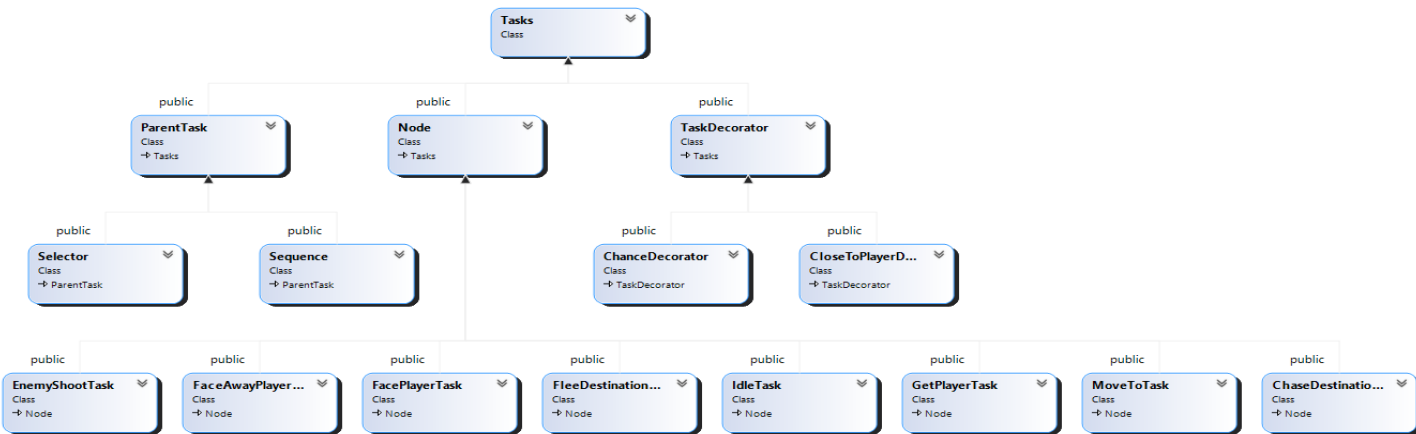 Tasks
Class
public
public
public
ParentTask
Class
Tasks
Node
Class
Tasks
TaskDecorator
Class
Tasks
public
public
public
public
Selector
Class
ParentTask
Sequence
Class
ParentTask
ChanceDecorator
Class
TaskDecorator
CloseToPlayerD...
Class
TaskDecorator
public
public
public
public
public
public
public
public
EnemyShootTask
Class
Node
FaceAwayPlayer...
Class
Node
FacePlayerTask
Class
Node
FleeDestination...
Class
Node
IdleTask
Class
Node
GetPlayerTask
Class
Node
MoveToTask
Class
Node
ChaseDestinatio...
Class
Node